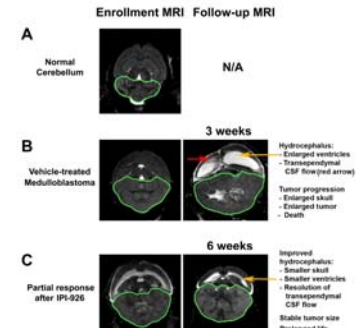 Enrollment MRI Follow-up MRI
A
Normal
Cerebellum
N/A
3 weeks
B
Vehicle-treated
Medulloblastoma
Hydrocephalus:
- Enlarged ventricles
- Transependymal
CSF flow (red arrow)
Tumor progression
- Enlarged skull
- Enlarged tumor
- Death
6 weeks
C
Partial response
after IPI-926
Improved
hydrocephalus:
- Smaller skull
- Smaller ventricles
- Resolution of
transependymal
CSF flow
Stable tumor size
Prolonged life